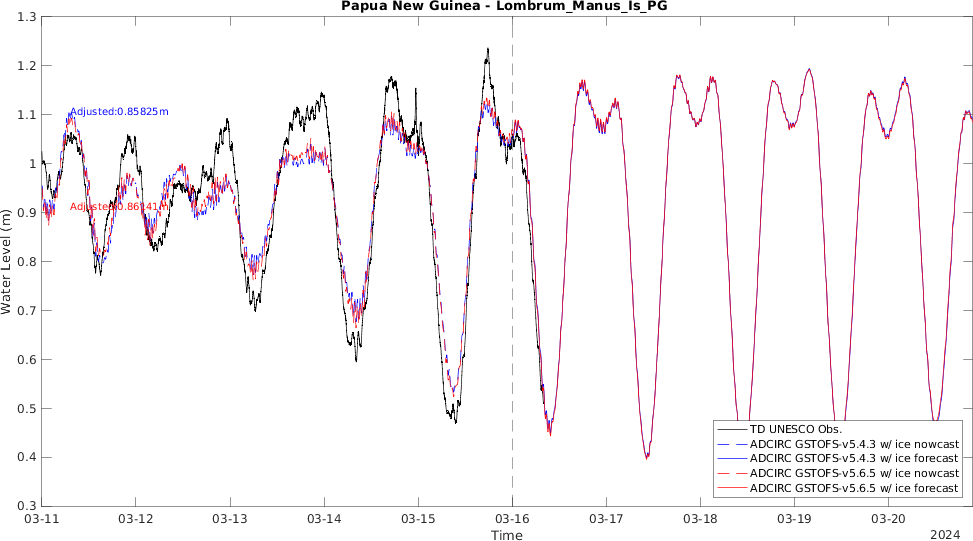 Papua New Guinea - Lombrum_Manus_Is_PG
1.3
1.2
1.1
1
0.9
0.8
0.7
0.6
0.5
0.4
0.3
Water Level (m)
Adjusted:0.85825m
03-11
03-12
03-13
03-14
03-15
03-16
03-17
03-18
03-19
03-20
Time
2024
TD UNESCO Obs.
ADCIRC GSTOFS-v5.4.3 w/ ice nowcast
ADCIRC GSTOFS-v5.4.3 w/ ice forecast
ADCIRC GSTOFS-v5.6.5 w/ ice nowcast
ADCIRC GSTOFS-v5.6.5 w/ ice forecast